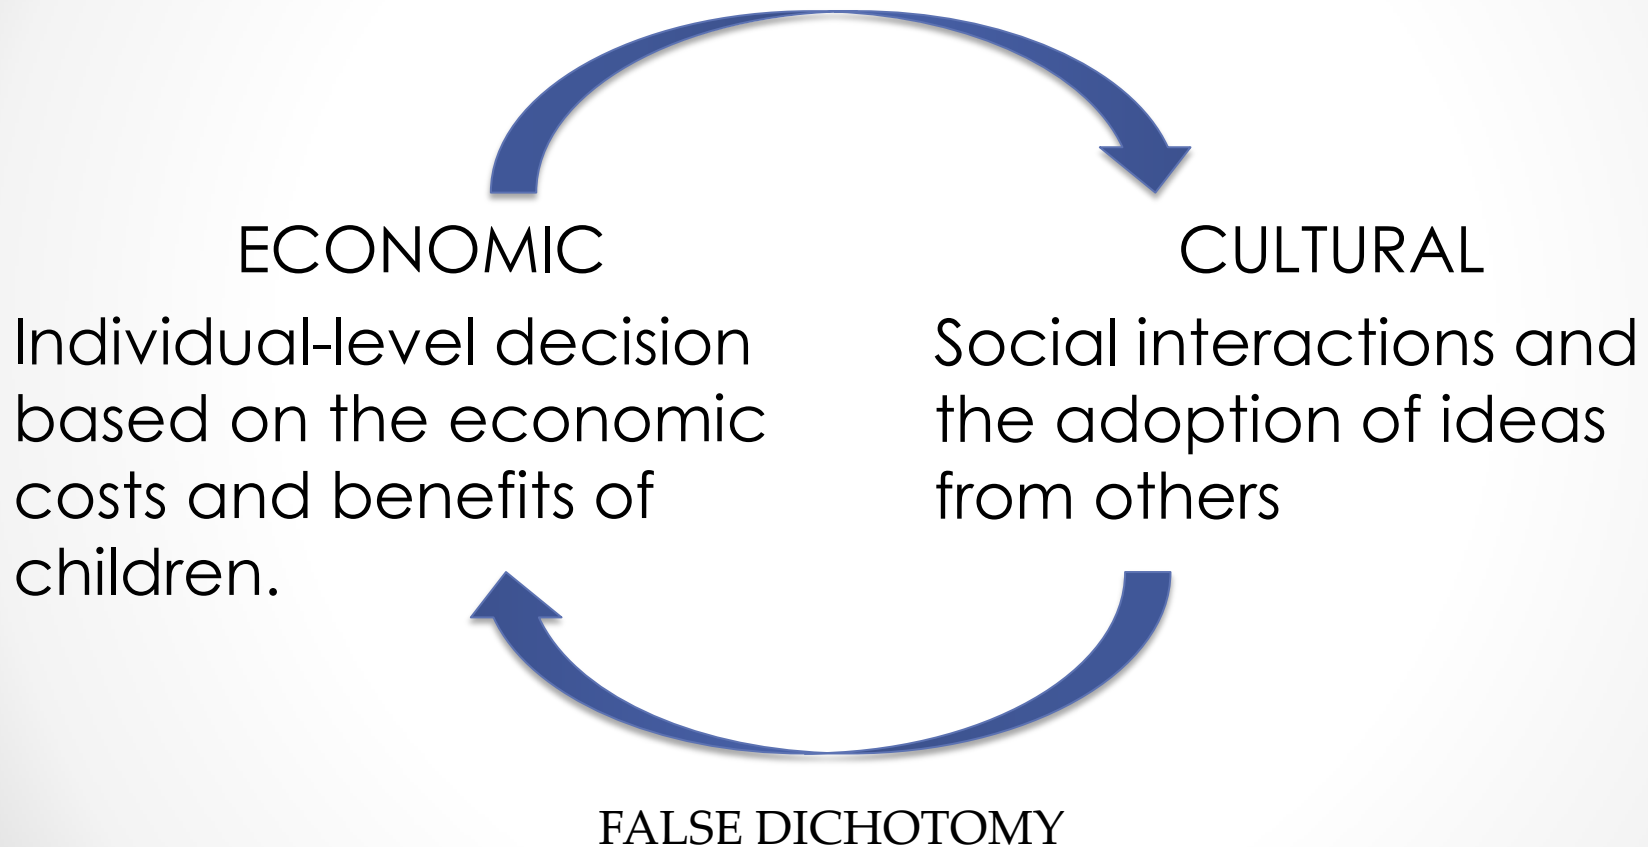 ECONOMIC
Individual-level decision
based on the economic
costs and benefits of
children.
CULTURAL
Social interactions and
the adoption of ideas
from others
FALSE DICHOTOMY